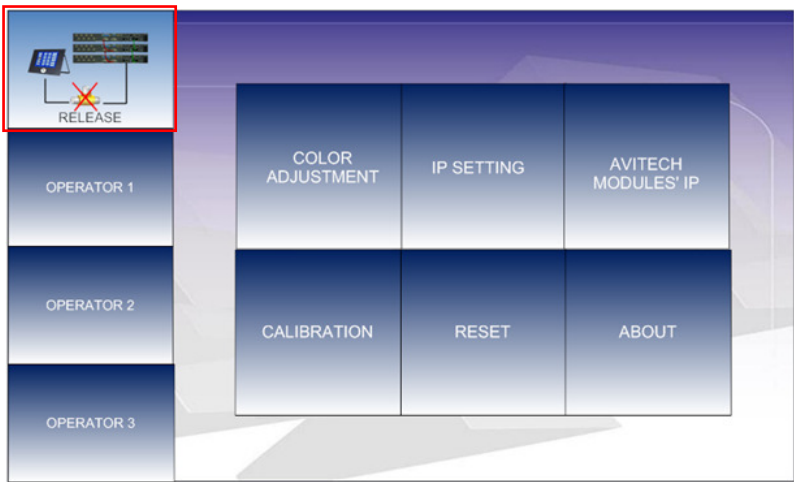 RELEASE
OPERATOR 1
OPERATOR 2
OPERATOR 3
COLOR
ADJUSTMENT
IP SETTING
AVITECH
MODULES' IP
CALIBRATION
RESET
ABOUT